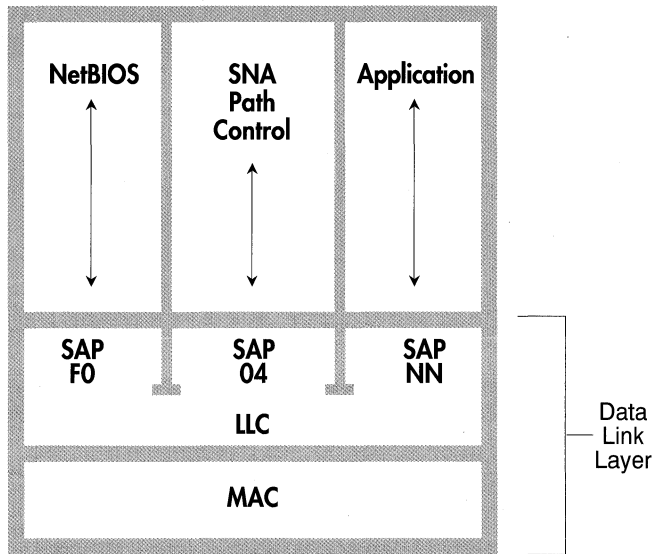 NetBIOS
SNA
Path
Control
Application
SAP
F0
SAP
04
SAP
NN
LLC
MAC
Data
Link
Layer